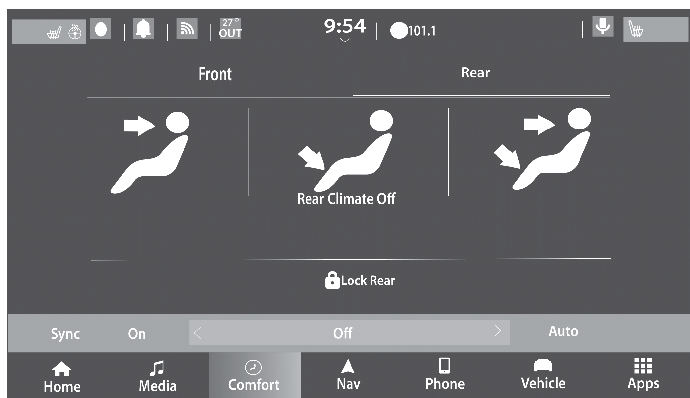 27° OUT
9:54
101.1
Front
Rear
Rear Climate Off
Lock Rear
Sync
On
Off
Auto
Home
Media
Comfort
Nav
Phone
Vehicle
Apps